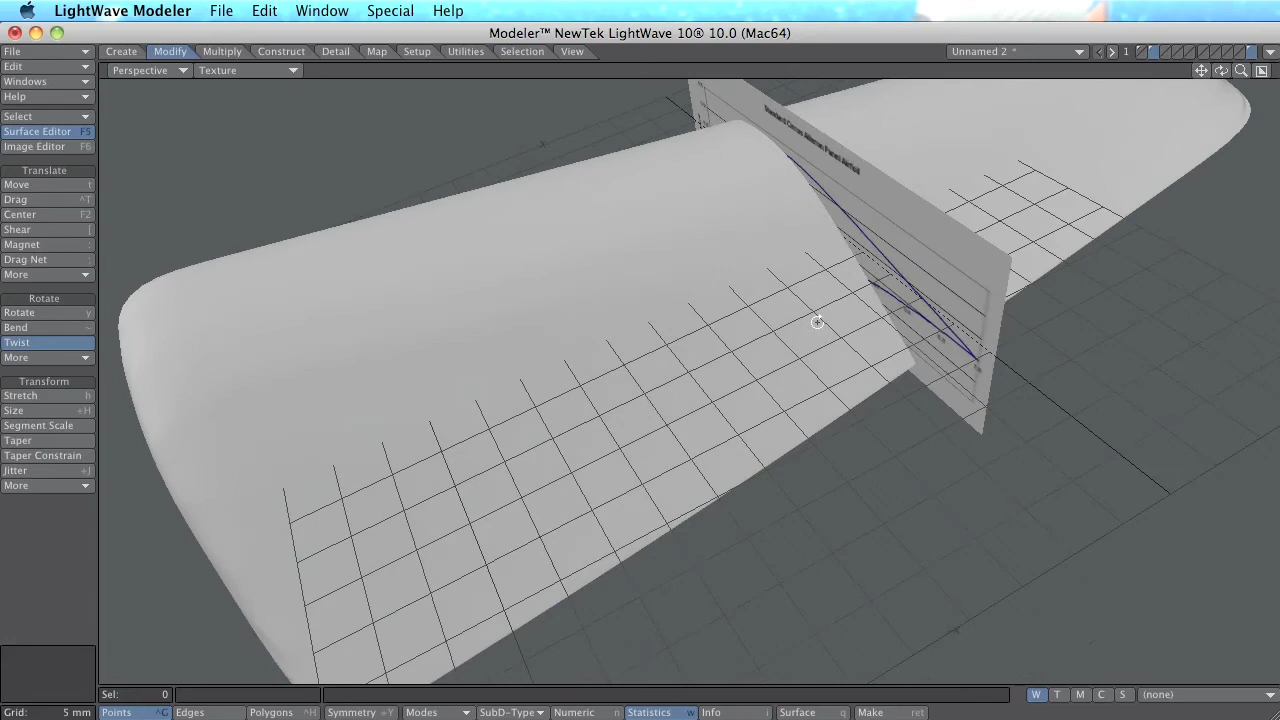 LightWave Modeler File Edit Window Special Help
Modeler™ NewTek LightWave 10® 10.0 (Mac64)
File Create Modify Multiply Construct Detail Map Setup Utilities Selection View Unnamed 2 * 1
Edit Perspective Texture
Windows
Help
Select
Surface Editor F5
Image Editor F6
Translate
Move t
Drag ^T
Center F2
Shear [
Magnet :
Drag Net ;
More
Rotate
Rotate y
Bend ~
Twist
More
Transform
Stretch h
Size +H
Segment Scale
Taper
Taper Constrain
Jitter +J
More
Sel: 0 W T M C S (none)
Grid: 5 mm Points ^G Edges Polygons ^H Symmetry +Y Modes SubD-Type Numeric n Statistics w Info i Surface q Make ret